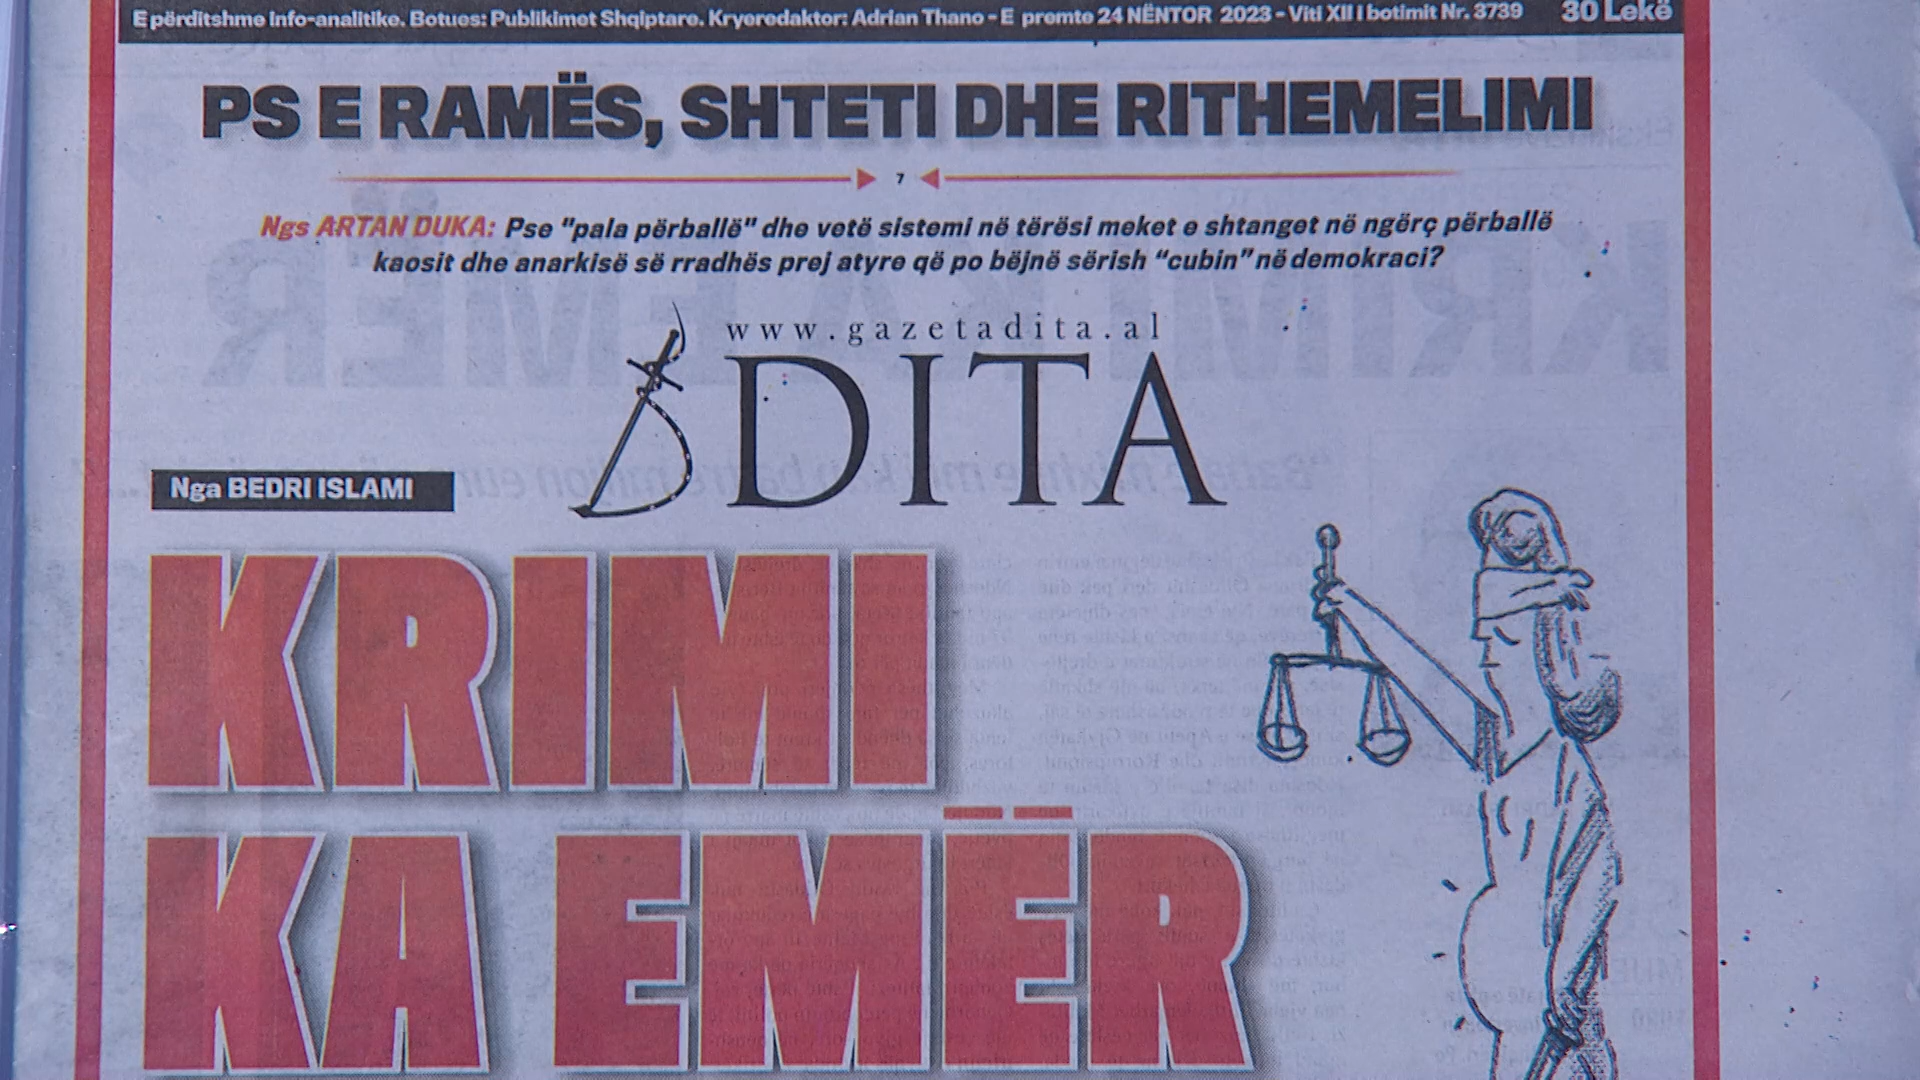 E përditshme info-analitike. Botues: Publikimet Shqiptare. Kryeredaktor: Adrian Thano - E premte 24 NËNTOR 2023 - Viti XII i botimit Nr. 3739 30 Lekë
PS E RAMËS, SHTETI DHE RITHEMELIMI
7
Nga ARTAN DUKA: Pse "pala përballë" dhe vetë sistemi në tërësi meket e shtanget në ngërç përballë
kaosit dhe anarkisë së rradhës prej atyre që po bëjnë sërish “cubin” në demokraci?
www.gazetadita.al
DITA
Nga BEDRI ISLAMI
KRIMI
KA EMËR